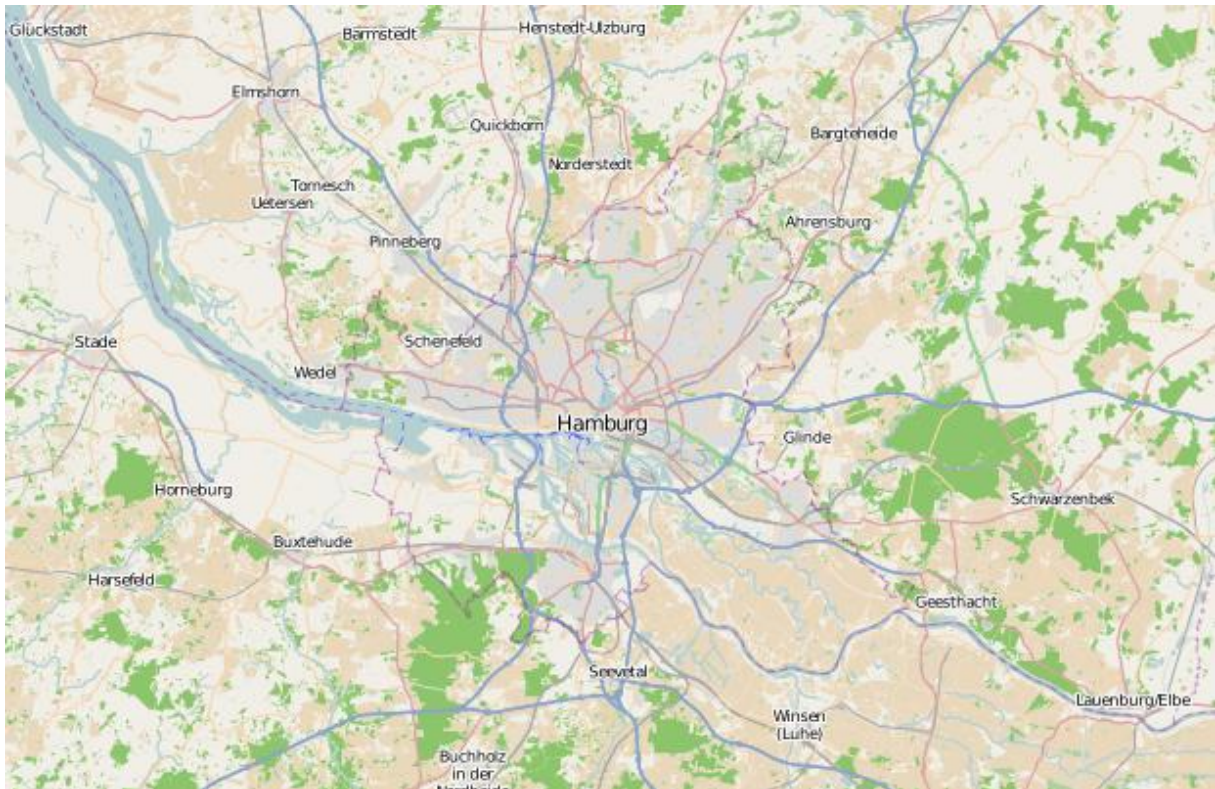 Glückstadt
Barmstedt
Henstedt-Ulzburg
Elmshorn
Quickborn
Bargteheide
Norderstedt
Tornesch
Uetersen
Ahrensburg
Pinneberg
Stade
Schenefeld
Wedel
Hamburg
Glinde
Horneburg
Schwarzenbek
Buxtehude
Harsefeld
Geesthacht
Seevetal
Lauenburg/Elbe
Winsen
(Luhe)
Buchholz
in der
Nordheide